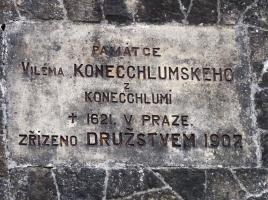 PAMÁTCE
VILÉMA KONECCHLUMSKÉHO
Z
KONECCHLUMÍ
† 1621. V PRAZE.
ZŘÍZENO DRUŽSTVEM 1907